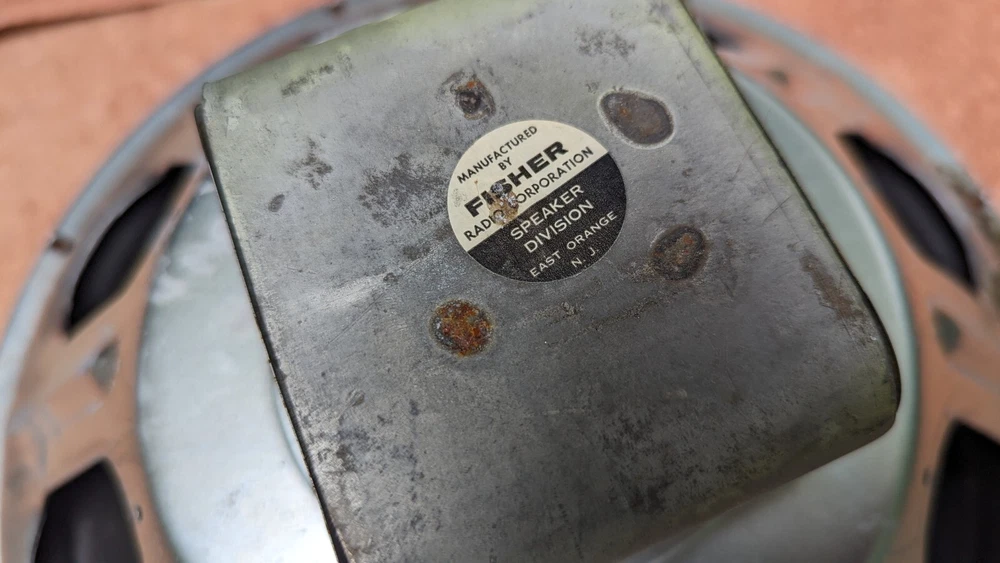 MANUFACTURED
BY
FISHER
RADIO CORPORATION
SPEAKER
DIVISION
EAST ORANGE
N. J.